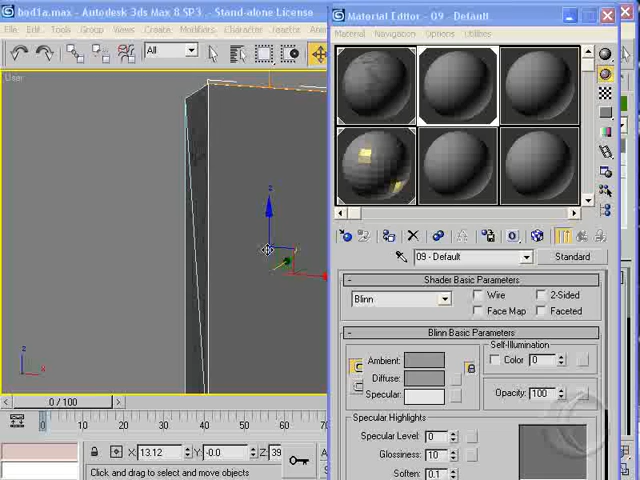 bod1a.max - Autodesk 3ds Max 8 SP3 - Stand-alone License
File Edit Tools Group Views Create Modifiers Character
All
User
z
z
x
0 / 100
0 10 20 30 40 50 60
X: 13.12 Y: -0.0 Z: 39
Click and drag to select and move objects
Material Editor - 09 - Default
Material Navigation Options Utilities
09 - Default
Standard
Shader Basic Parameters
Blinn
Wire
2-Sided
Face Map
Faceted
Blinn Basic Parameters
Self-Illumination
Color 0
Ambient:
Diffuse:
Specular:
Opacity: 100
Specular Highlights
Specular Level: 0
Glossiness: 10
Soften: 0.1